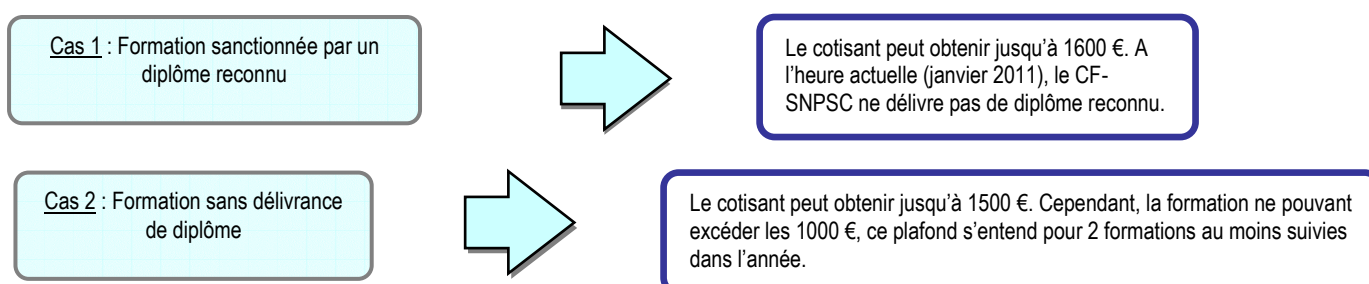 Cas 1 : Formation sanctionnée par un
diplôme reconnu
Le cotisant peut obtenir jusqu'à 1600 €. A
l'heure actuelle (janvier 2011), le CF-
SNPSC ne délivre pas de diplôme reconnu.
Cas 2 : Formation sans délivrance
de diplôme
Le cotisant peut obtenir jusqu'à 1500 €. Cependant, la formation ne pouvant
excéder les 1000 €, ce plafond s'entend pour 2 formations au moins suivies
dans l'année.